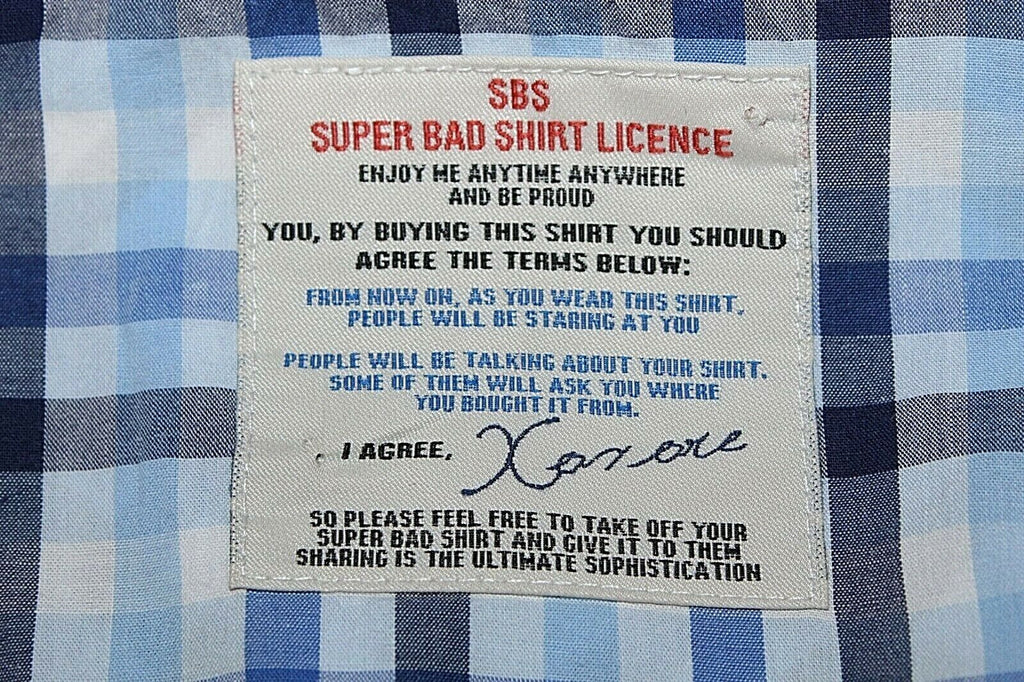 SBS
SUPER BAD SHIRT LICENCE
ENJOY ME ANYTIME ANYWHERE
AND BE PROUD
YOU, BY BUYING THIS SHIRT YOU SHOULD
AGREE THE TERMS BELOW:
FROM NOW ON, AS YOU WEAR THIS SHIRT,
PEOPLE WILL BE STARING AT YOU
PEOPLE WILL BE TALKING ABOUT YOUR SHIRT.
SOME OF THEM WILL ASK YOU WHERE
YOU BOUGHT IT FROM.
I AGREE,
SO PLEASE FEEL FREE TO TAKE OFF YOUR
SUPER BAD SHIRT AND GIVE IT TO THEM
SHARING IS THE ULTIMATE SOPHISTICATION